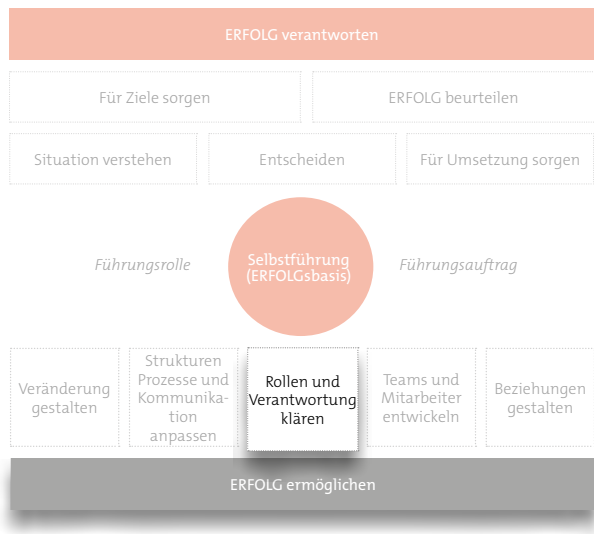 ERFOLG verantworten
Für Ziele sorgen
ERFOLG beurteilen
Situation verstehen
Entscheiden
Für Umsetzung sorgen
Führungsrolle
Selbstführung
(ERFOLGsbasis)
Führungsauftrag
Veränderung
gestalten
Strukturen
Prozesse und
Kommunika-
tion
anpassen
Rollen und
Verantwortung
klären
Teams und
Mitarbeiter
entwickeln
Beziehungen
gestalten
ERFOLG ermöglichen